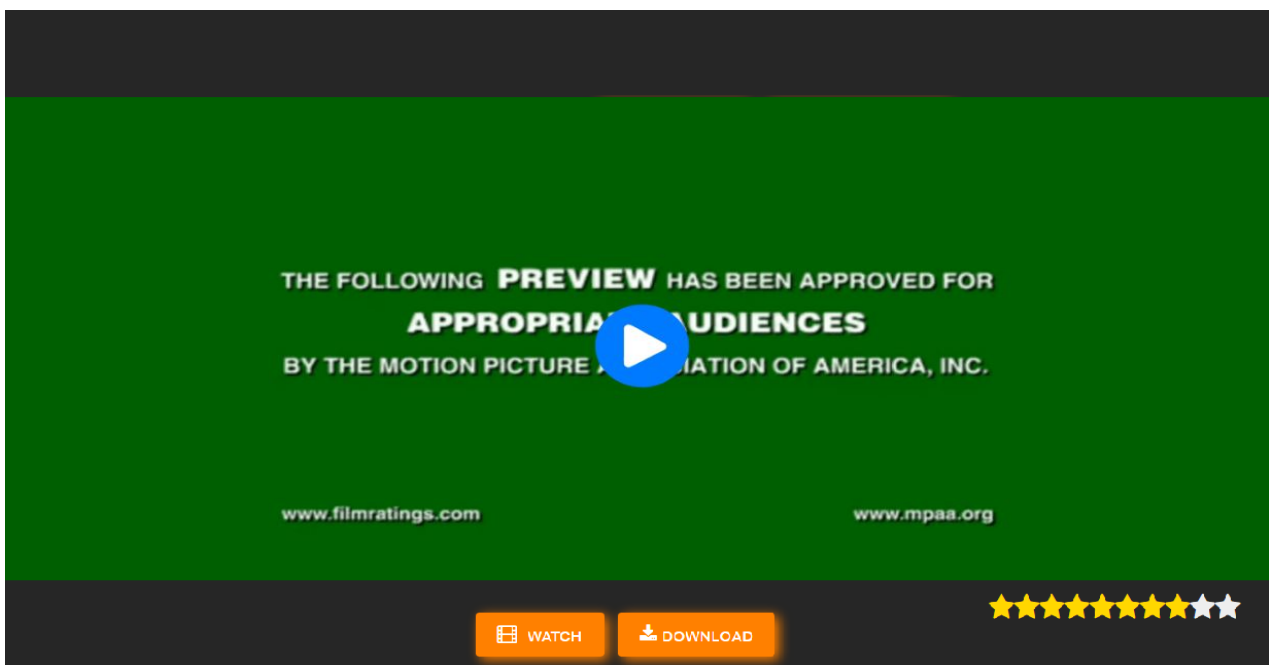 THE FOLLOWING PREVIEW HAS BEEN APPROVED FOR
AUDIENCES
BY THE MOTION PICTURE OF AMERICA, INC.
www.filmratings.com www.mpaa.org
WATCH DOWNLOAD